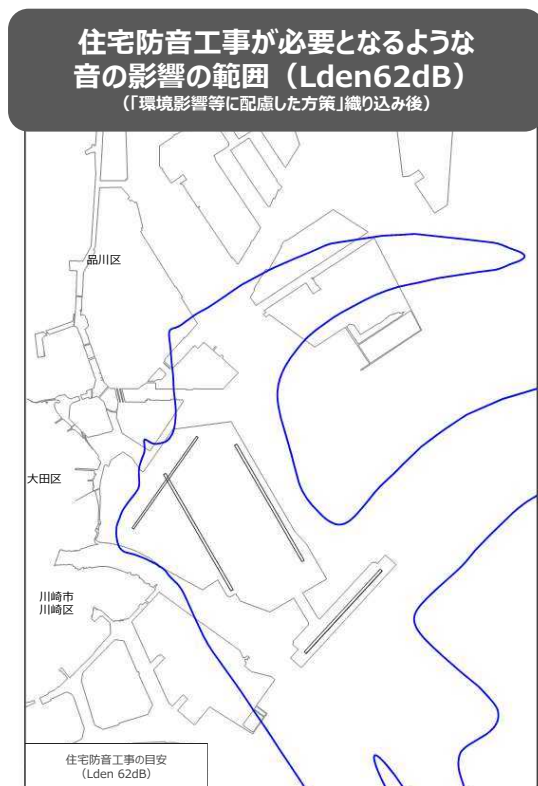 住宅防音工事が必要となるような
音の影響の範囲（Lden62dB）
（「環境影響等に配慮した方策」織り込み後）
品川区
大田区
川崎市
川崎区
住宅防音工事の目安
（Lden 62dB）